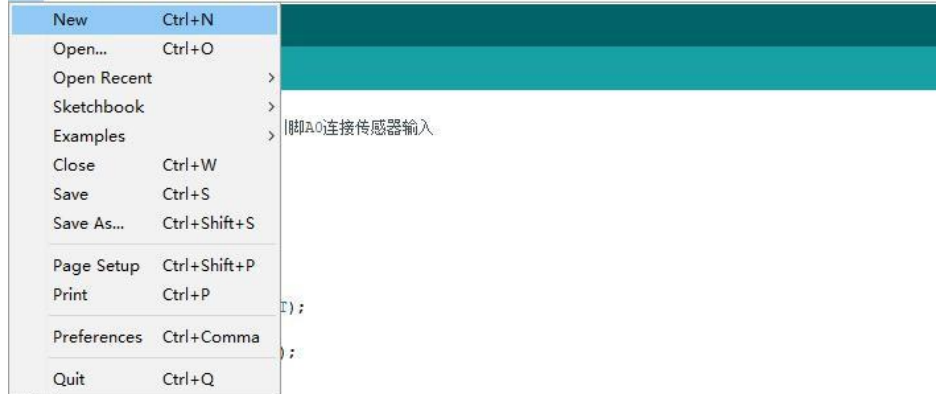 New Ctrl+N
Open... Ctrl+O
Open Recent
Sketchbook
Examples
脚A0连接传感器输入
Close Ctrl+W
Save Ctrl+S
Save As... Ctrl+Shift+S
Page Setup Ctrl+Shift+P
Print Ctrl+P
T);
Preferences Ctrl+Comma
);
Quit Ctrl+Q